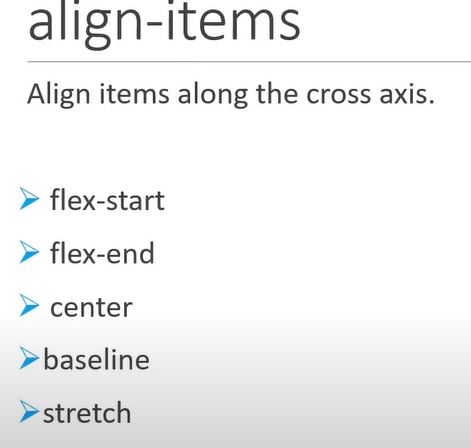 align-items
Align items along the cross axis.
flex-start
flex-end
center
baseline
stretch